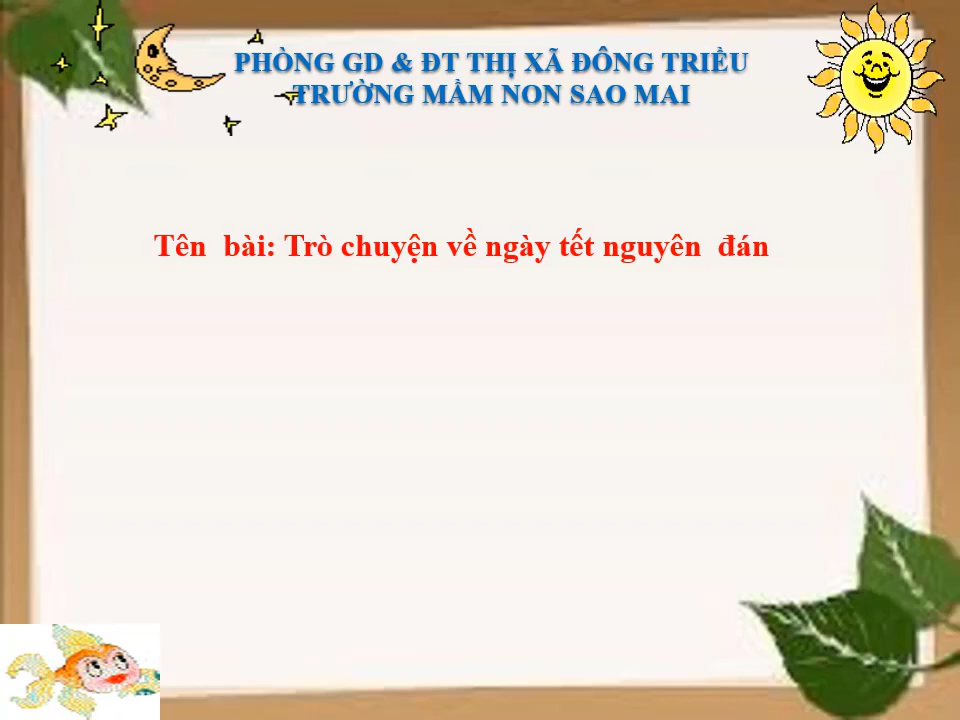 PHÒNG GD & ĐT THỊ XÃ ĐÔNG TRIỀU
TRƯỜNG MẦM NON SAO MAI
Tên bài: Trò chuyện về ngày tết nguyên đán